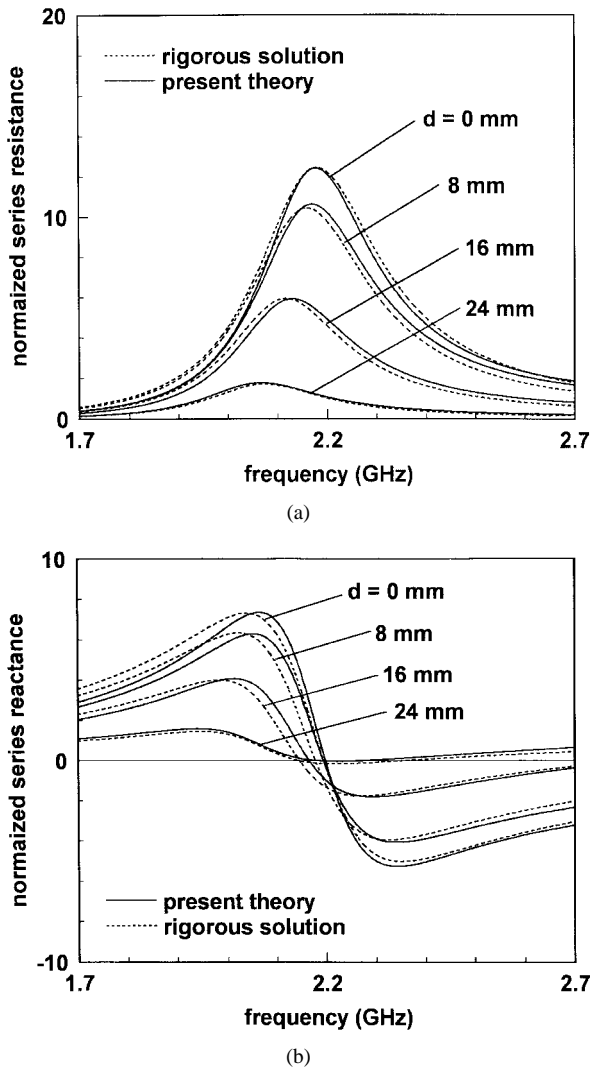 20
rigorous solution
present theory
d = 0 mm
8 mm
16 mm
24 mm
10
0
1.7
2.2
2.7
normaized series resistance
frequency (GHz)
(a)
10
d = 0 mm
8 mm
16 mm
24 mm
0
present theory
rigorous solution
-10
1.7
2.2
2.7
normaized series reactance
frequency (GHz)
(b)